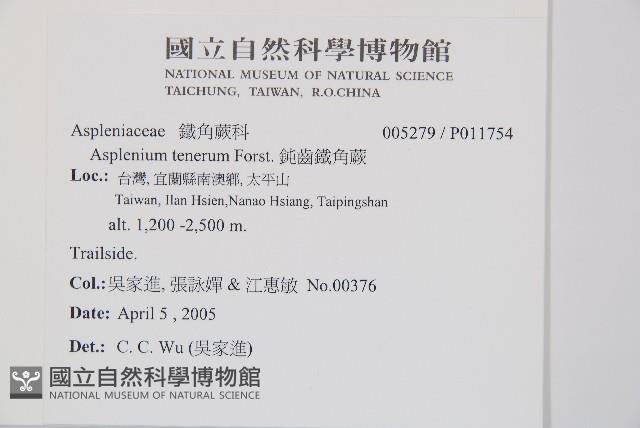 國立自然科學博物館
NATIONAL MUSEUM OF NATURAL SCIENCE
TAICHUNG, TAIWAN, R.O.CHINA
Aspleniaceae 鐵角蕨科 005279 / P011754
Asplenium tenerum Forst. 鈍齒鐵角蕨
Loc.: 台灣, 宜蘭縣南澳鄉, 太平山
Taiwan, Ilan Hsien,Nanao Hsiang, Taipingshan
alt. 1,200 -2,500 m.
Trailside.
Col.: 吳家進, 張詠嬋 & 江惠敏 No.00376
Date: April 5 , 2005
Det.: C. C. Wu (吳家進)
國立自然科學博物館
NATIONAL MUSEUM OF NATURAL SCIENCE